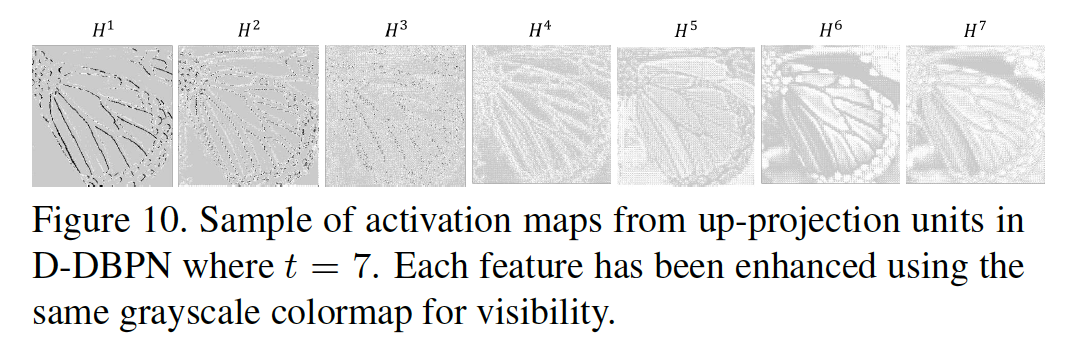 H¹ H² H³ H⁴ H⁵ H⁶ H⁷
Figure 10. Sample of activation maps from up-projection units in
D-DBPN where t = 7. Each feature has been enhanced using the
same grayscale colormap for visibility.